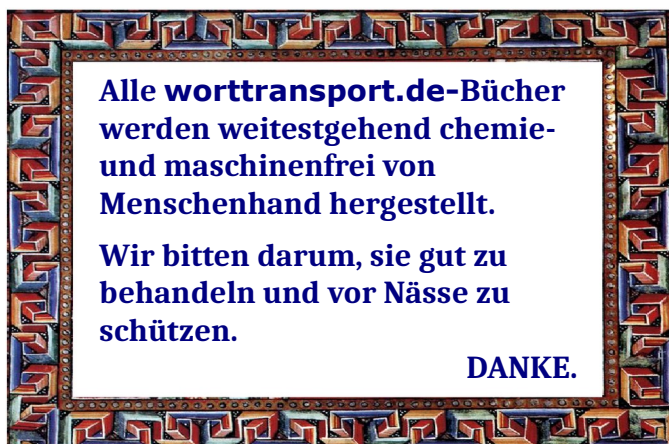 Alle worttransport.de-Bücher
werden weitestgehend chemie-
und maschinenfrei von
Menschenhand hergestellt.
Wir bitten darum, sie gut zu
behandeln und vor Nässe zu
schützen.
DANKE.